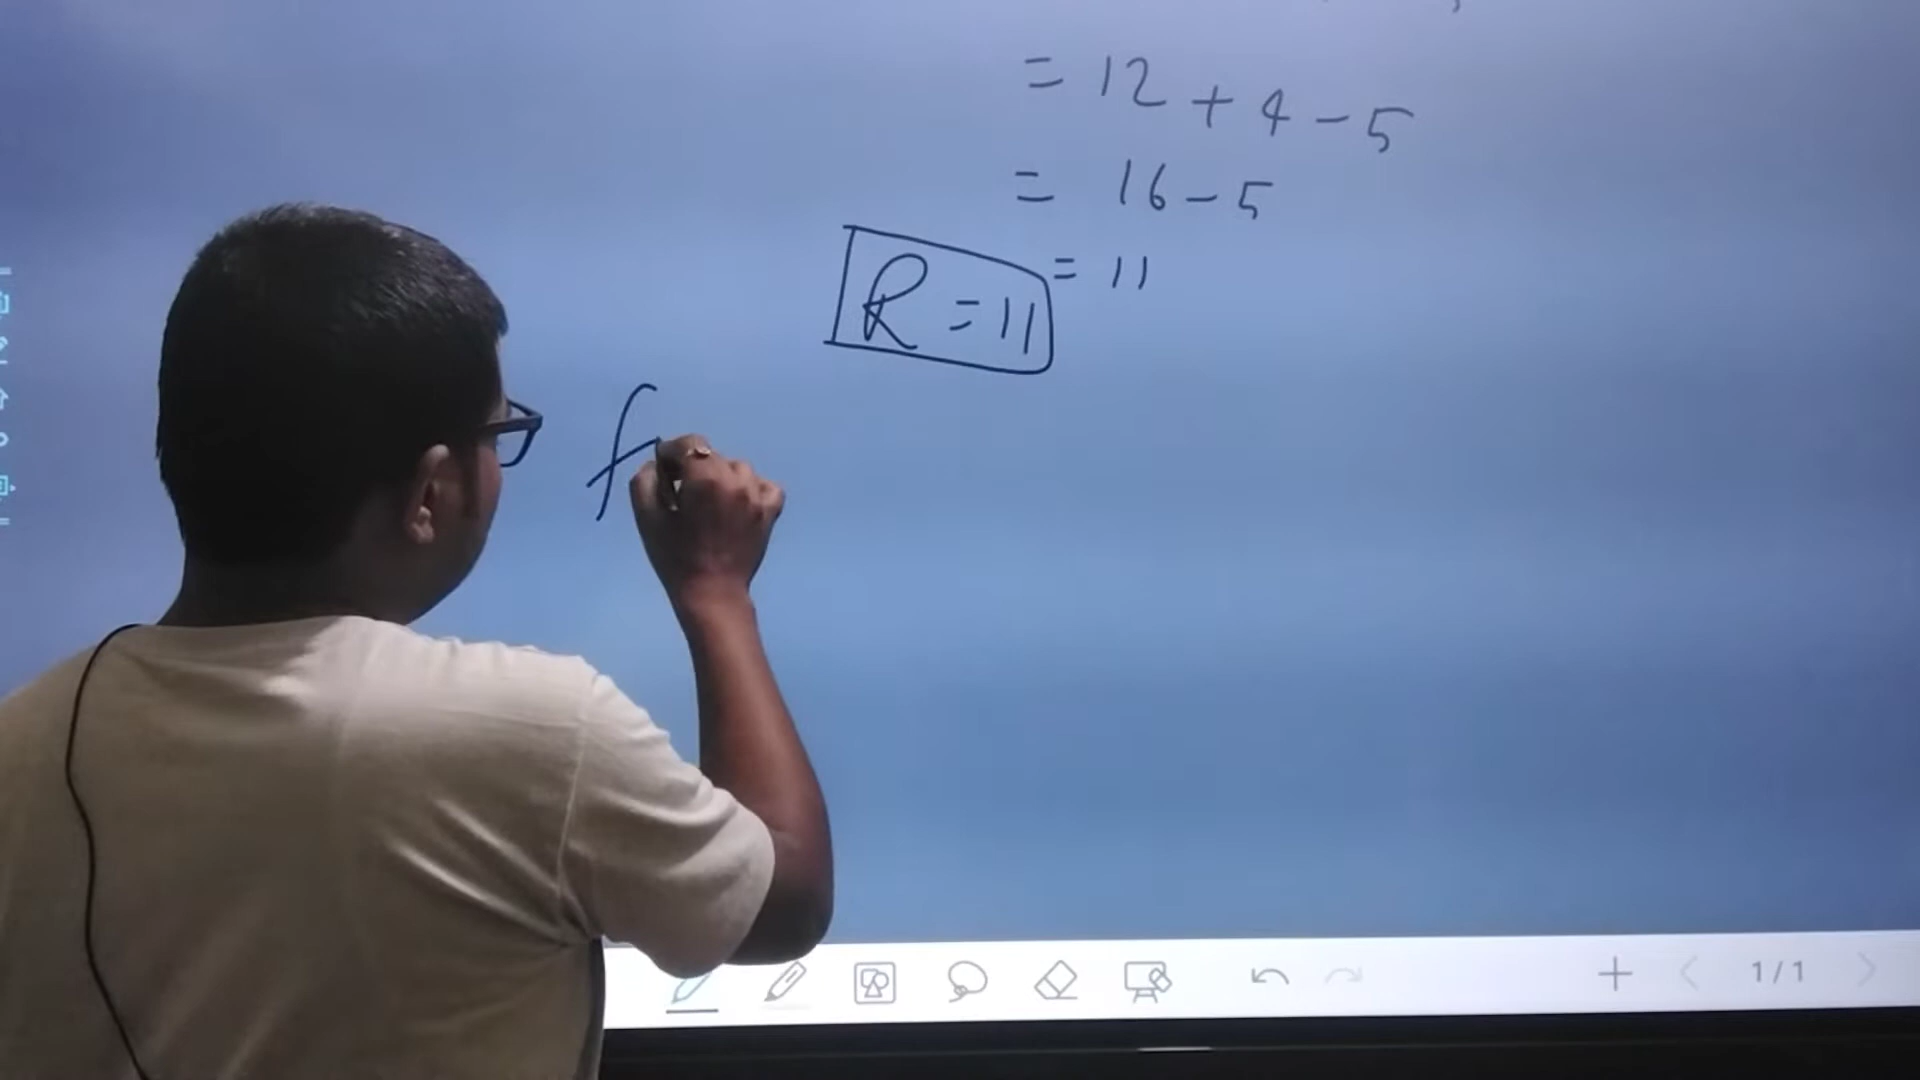 = 12 + 4 - 5
= 16 - 5
= 11
R = 11
f
1/1